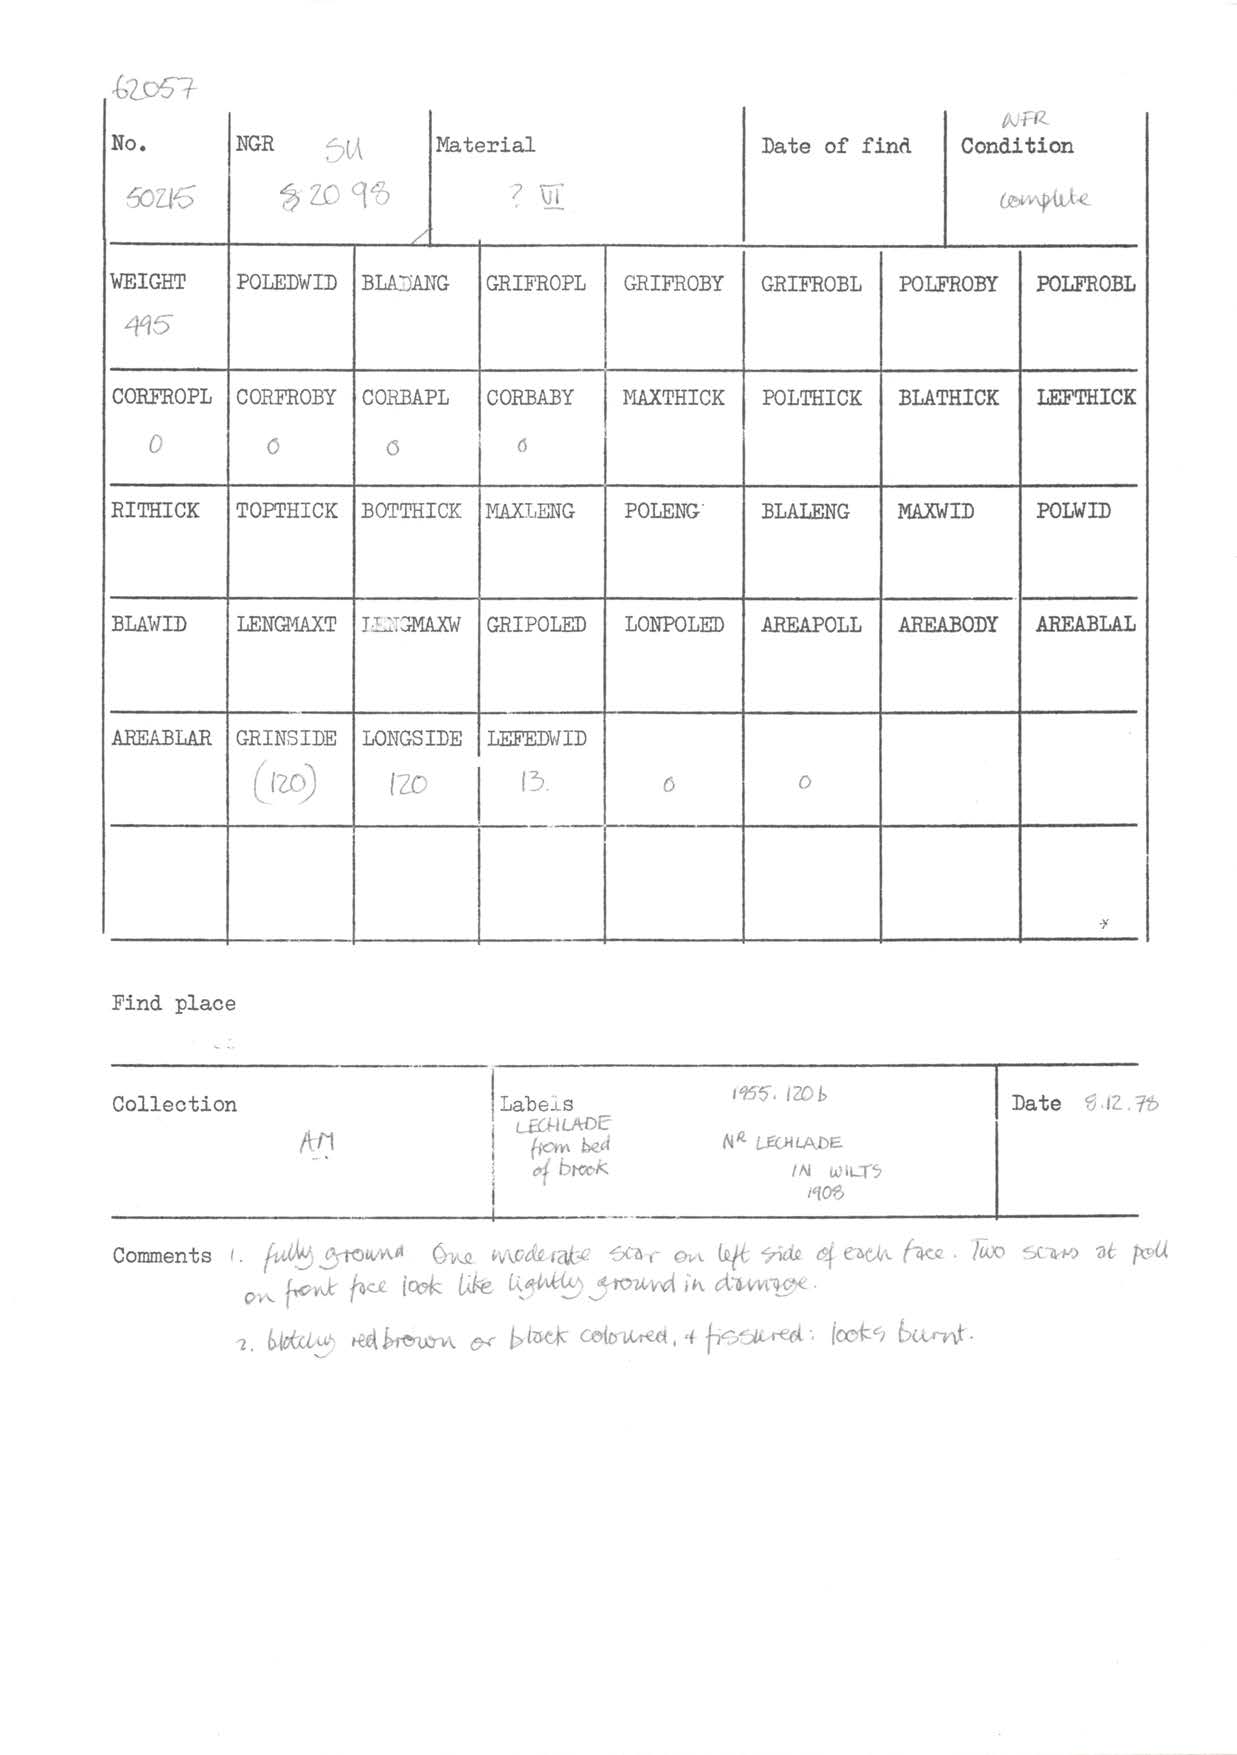 62057
No. NGR SU Material Date of find NFR Condition
50215 20 98 ? VI complete
WEIGHT POLEDWID BLADANG GRIFROPL GRIFROBY GRIFROBL POLFROBY POLFROBL
495
CORFROPL CORFROBY CORBAPL CORBABY MAXTHICK POLTHICK BLATHICK LEFTHICK
0 0 0 0
RITHICK TOPTHICK BOTTHICK MAXLENG POLENG BLALENG MAXWID POLWID
BLAWID LENGMAXT LENGMAXW GRIPOLED LONPOLED AREAPOLL AREABODY AREABLAL
AREABLAR GRINSIDE LONGSIDE LEFEDWID
(120) 120 13. 0 0
Find place
Collection
AM
Labels
LECHLADE
from bed
of brook
1955.120b
NR LECHLADE
IN WILTS
1908
Date 8.12.78
Comments 1. fully ground One moderate scar on left side of each face. Two scars at poll
on front face look like lightly ground in damage.
2. blotchy red brown or black coloured, + fissured: looks burnt.